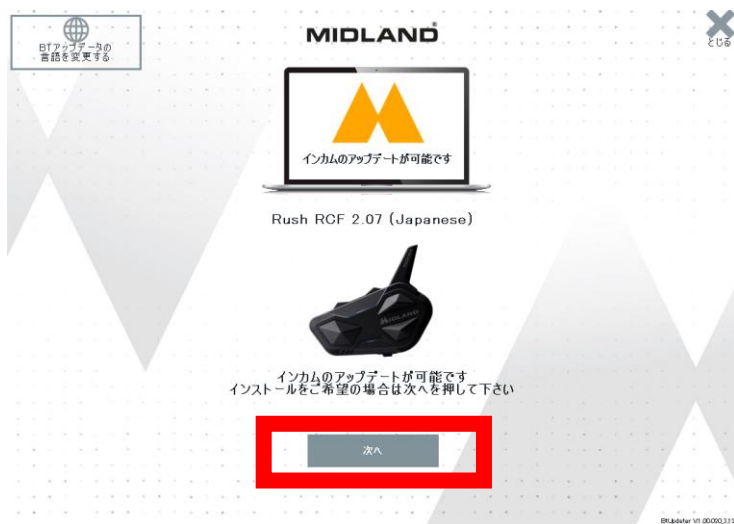 BTアップデータの
言語を変更する
MIDLAND
とじる
インカムのアップデートが可能です
Rush RCF 2.07 (Japanese)
MIDLAND
インカムのアップデートが可能です
インストールをご希望の場合は次へを押して下さい
次へ